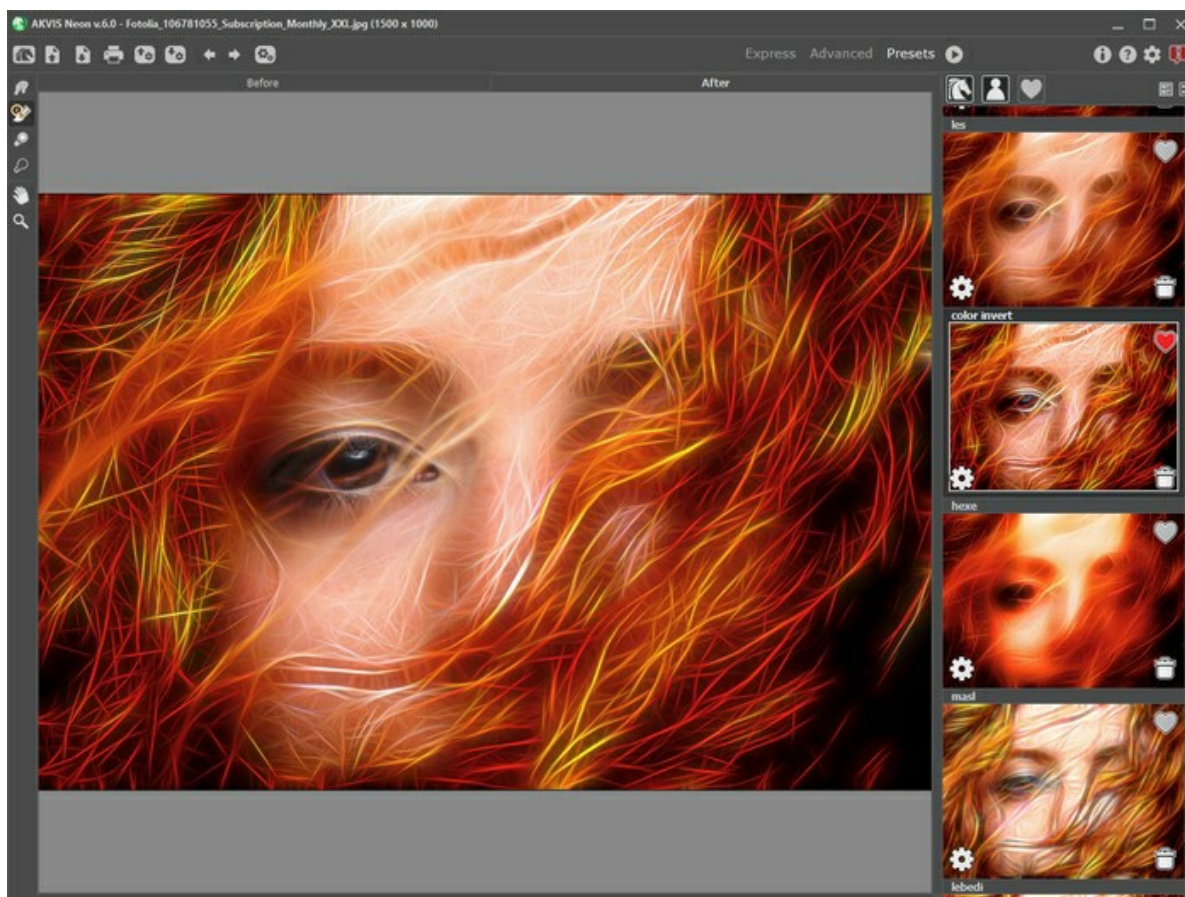 AKVIS Neon v.6.0 - Fotolia_106781055_Subscription_Monthly_XXL.jpg (1500 x 1000)
Express Advanced Presets
Before After
les
color invert
hexe
masl
lebedi